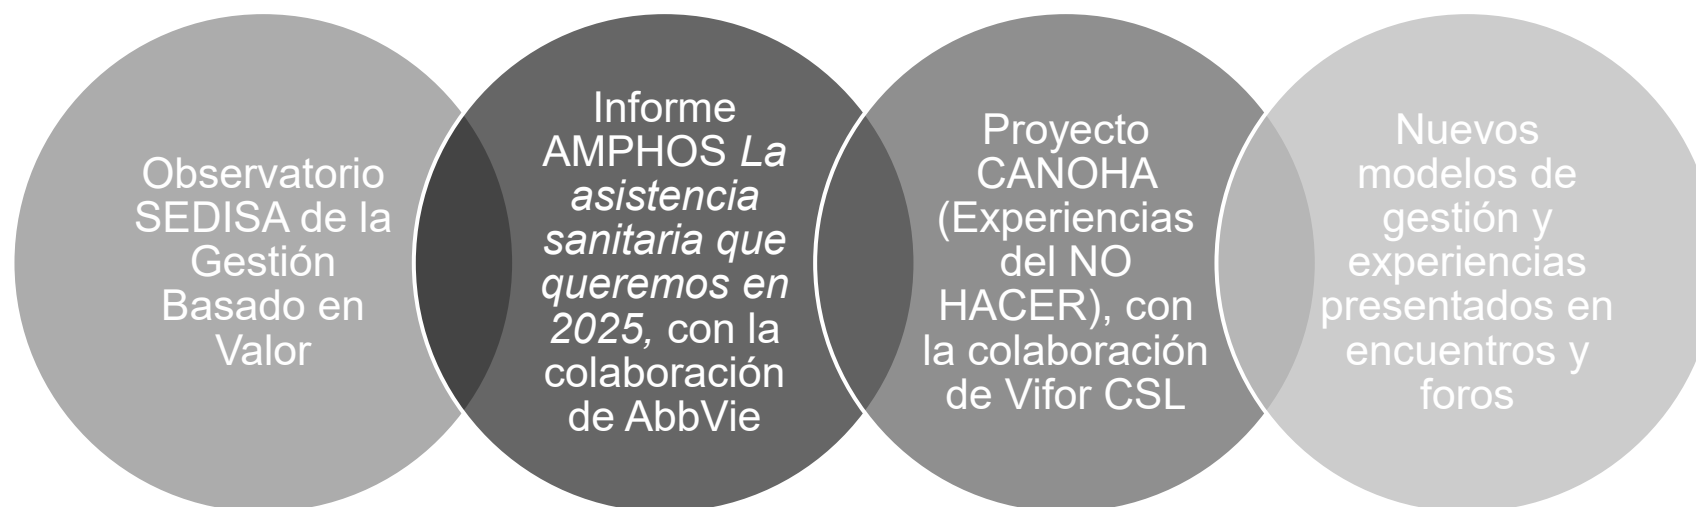 Observatorio
SEDISA de la
Gestión
Basado en
Valor
Informe
AMPHOS La
asistencia
sanitaria que
queremos en
2025, con la
colaboración
de AbbVie
Proyecto
CANOHA
(Experiencias
del NO
HACER), con
la colaboración
de Vifor CSL
Nuevos
modelos de
gestión y
experiencias
presentados en
encuentros y
foros